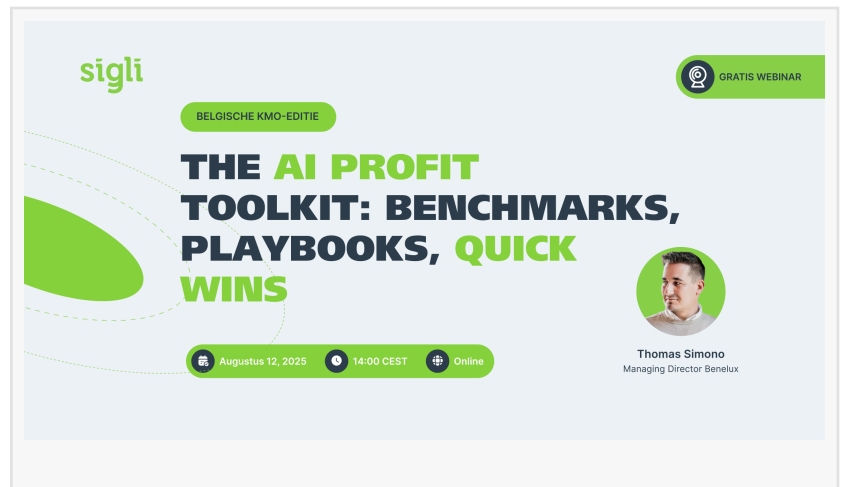 sigli
GRATIS WEBINAR
BELGISCHE KMO-EDITIE
THE AI PROFIT
TOOLKIT: BENCHMARKS,
PLAYBOOKS, QUICK
WINS
Augustus 12, 2025 14:00 CEST Online
Thomas Simono
Managing Director Benelux